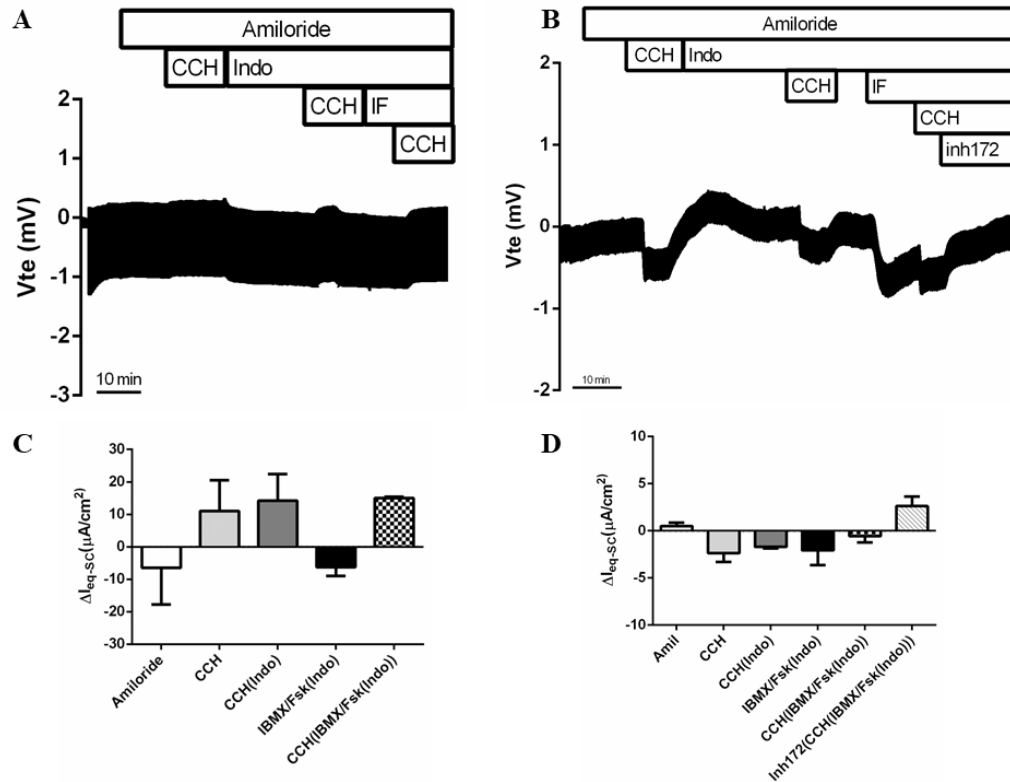 A
Amiloride
CCH Indo
CCH IF
CCH
2
1
0
-1
-2
-3
Vte (mV)
10 min
B
Amiloride
CCH Indo
CCH IF
CCH
inh172
2
1
0
-1
-2
Vte (mV)
10 min
C
30
20
10
0
-10
-20
-30
ΔIeq-SC(µA/cm²)
Amiloride
CCH
CCH(Indo)
IBMX/Fsk(Indo)
CCH(IBMX/Fsk(Indo))
D
10
5
0
-5
-10
ΔIeq-SC(µA/cm²)
Amil
CCH
CCH(Indo)
IBMX/Fsk(Indo)
CCH(IBMX/Fsk(Indo))
Inh172(CCH(IBMX/Fsk(Indo)))